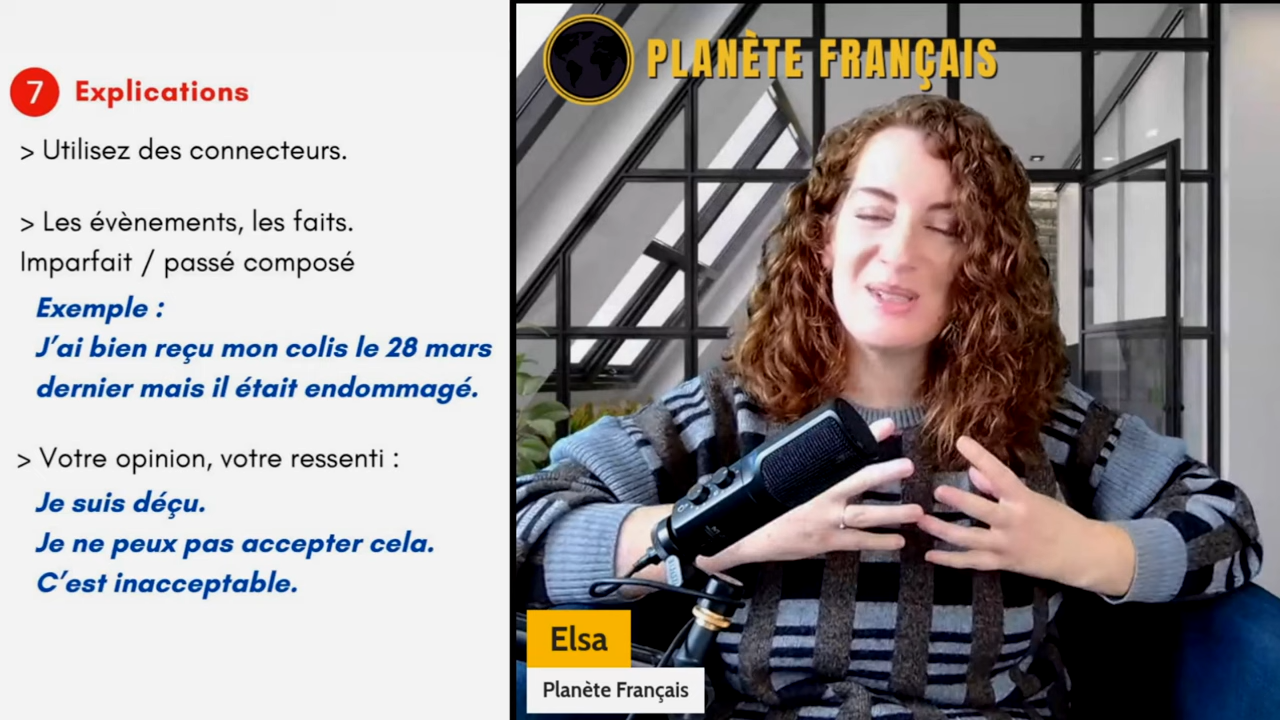 7 Explications
> Utilisez des connecteurs.
> Les évènements, les faits.
Imparfait / passé composé
Exemple :
J’ai bien reçu mon colis le 28 mars
dernier mais il était endommagé.
> Votre opinion, votre ressenti :
Je suis déçu.
Je ne peux pas accepter cela.
C’est inacceptable.
PLANÈTE FRANÇAIS
Elsa
Planète Français